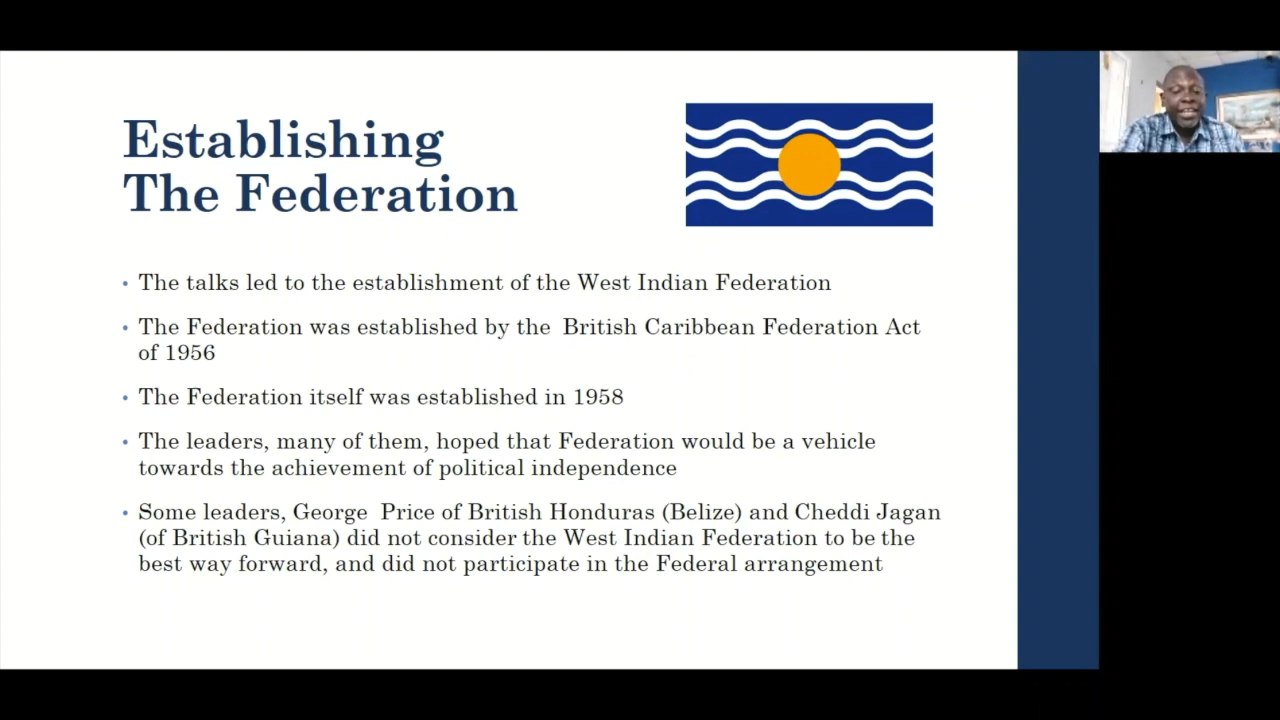 Establishing
The Federation
• The talks led to the establishment of the West Indian Federation
• The Federation was established by the British Caribbean Federation Act
of 1956
• The Federation itself was established in 1958
• The leaders, many of them, hoped that Federation would be a vehicle
towards the achievement of political independence
• Some leaders, George Price of British Honduras (Belize) and Cheddi Jagan
(of British Guiana) did not consider the West Indian Federation to be the
best way forward, and did not participate in the Federal arrangement